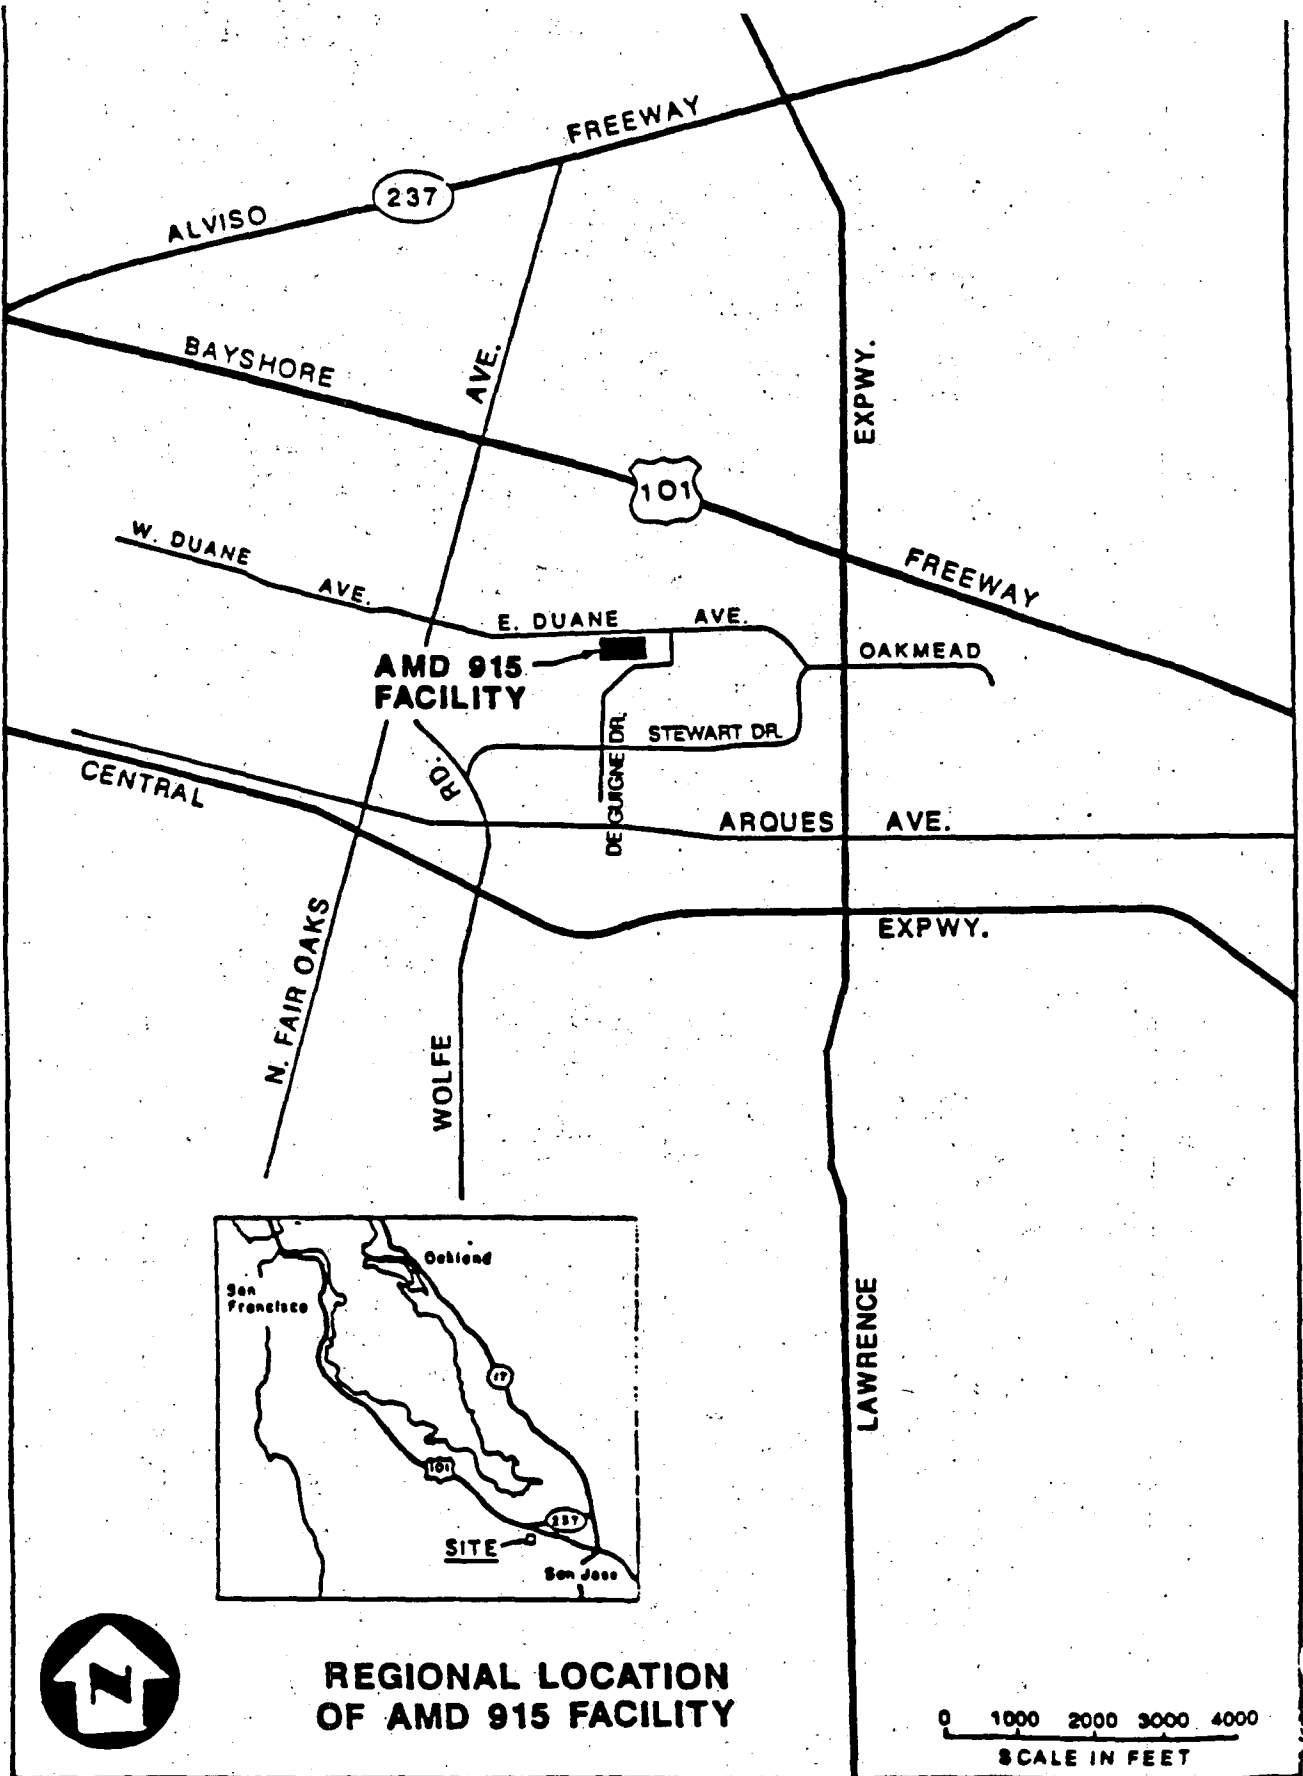 FREEWAY
237
ALVISO
BAYSHORE
AVE.
EXPWY.
101
FREEWAY
W. DUANE
AVE.
E. DUANE
AVE.
OAKMEAD
AMD 915
FACILITY
STEWART DR.
DE GUIGNE DR.
RD.
CENTRAL
ARQUES
AVE.
EXPWY.
N. FAIR OAKS
WOLFE
LAWRENCE
Oakland
San
Francisco
17
101
237
SITE
San Jose
N
REGIONAL LOCATION
OF AMD 915 FACILITY
0 1000 2000 3000 4000
SCALE IN FEET